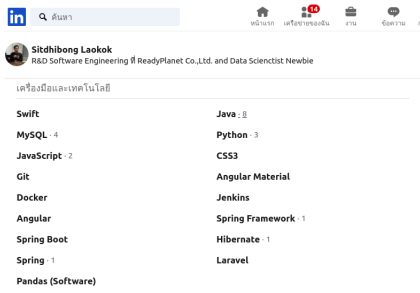 in
ค้นหา
14
หน้าแรก เครือข่ายของฉัน งาน ข้อความ
Sitdhibong Laokok
R&D Software Engineering ที่ ReadyPlanet Co.,Ltd. and Data Scienctist Newbie
เครื่องมือและเทคโนโลยี
Swift
Java · 8
MySQL · 4
Python · 3
JavaScript · 2
CSS3
Git
Angular Material
Docker
Jenkins
Angular
Spring Framework · 1
Spring Boot
Hibernate · 1
Spring · 1
Laravel
Pandas (Software)